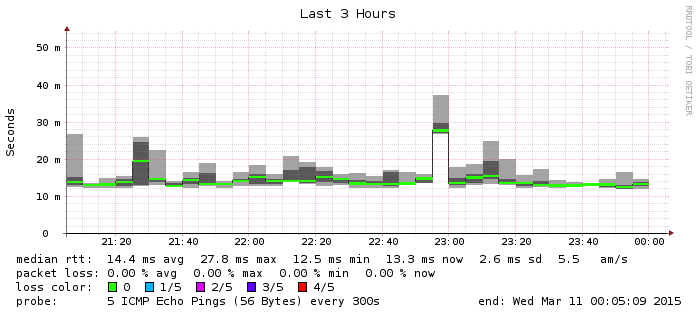 Last 3 Hours
RRDTOOL / TOBI OETIKER
Seconds
50 m
40 m
30 m
20 m
10 m
0
21:20 21:40 22:00 22:20 22:40 23:00 23:20 23:40 00:00
median rtt: 14.4 ms avg 27.8 ms max 12.5 ms min 13.3 ms now 2.6 ms sd 5.5 am/s
packet loss: 0.00 % avg 0.00 % max 0.00 % min 0.00 % now
loss color: 0 1/5 2/5 3/5 4/5
probe: 5 ICMP Echo Pings (56 Bytes) every 300s end: Wed Mar 11 00:05:09 2015